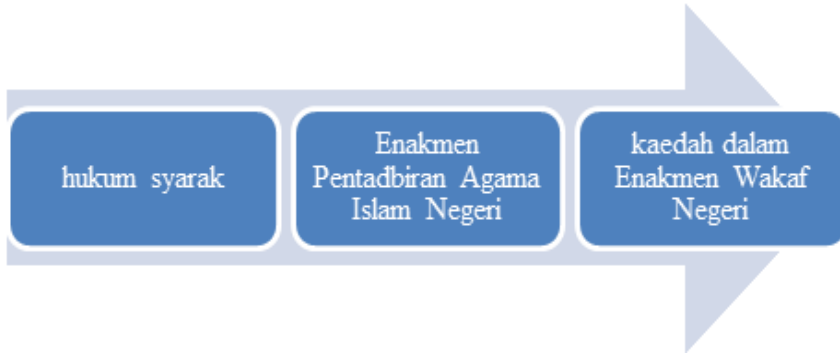 hukum syarak
Enakmen
Pentadbiran Agama
Islam Negeri
kaedah dalam
Enakmen Wakaf
Negeri